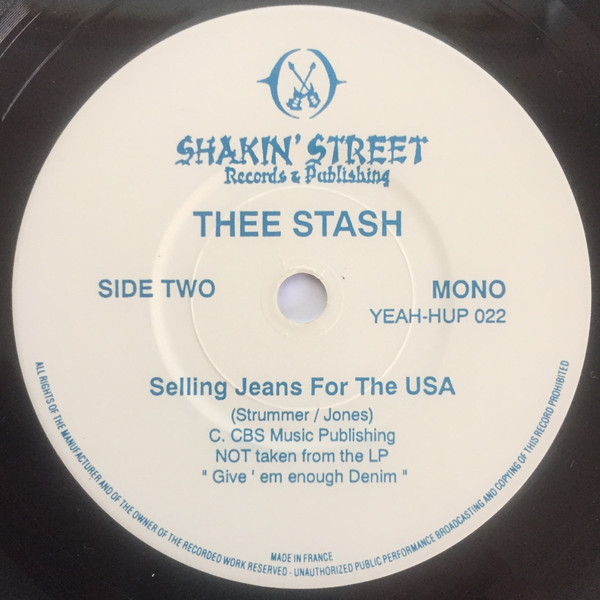 SHAKIN' STREET
Records & Publishing
THEE STASH
SIDE TWO
MONO
YEAH-HUP 022
Selling Jeans For The USA
(Strummer / Jones)
C. CBS Music Publishing
NOT taken from the LP
" Give ' em enough Denim "
ALL RIGHTS OF THE MANUFACTURER AND OF THE OWNER OF THE RECORDED WORK RESERVED - UNAUTHORIZED PUBLIC PERFORMANCE BROADCASTING AND COPYING OF THIS RECORD PROHIBITED
MADE IN FRANCE